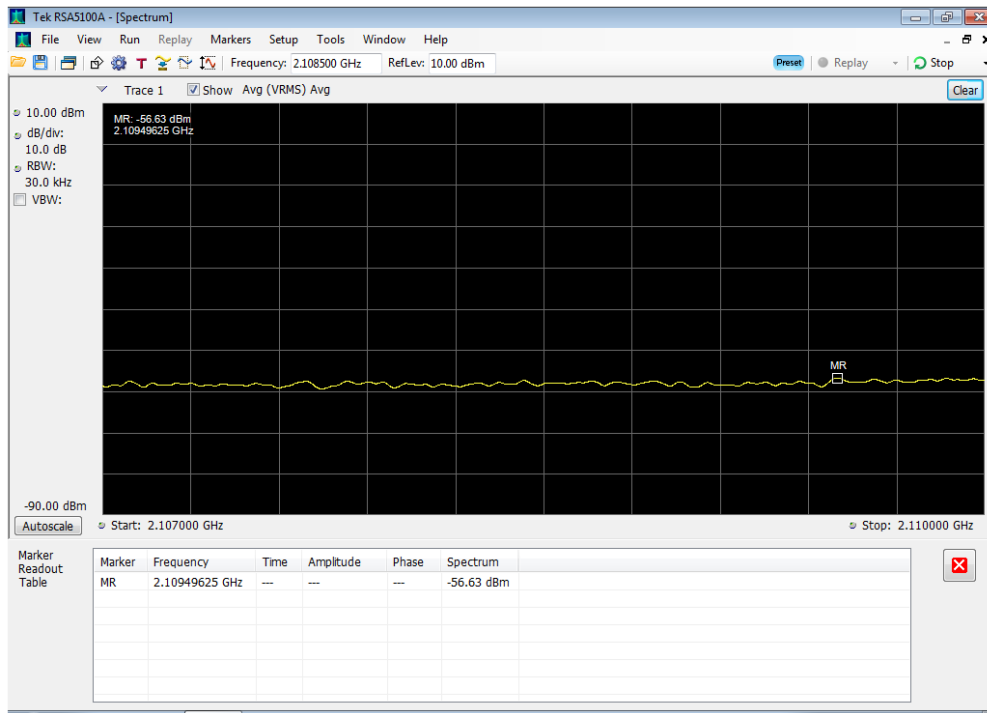 Tek RSA5100A - [Spectrum]
File View Run Replay Markers Setup Tools Window Help
T Frequency: 2.108500 GHz RefLev: 10.00 dBm Preset Replay Stop
Trace 1 Show Avg (VRMS) Avg Clear
10.00 dBm
dB/div:
10.0 dB
RBW:
30.0 kHz
VBW:
MR: -56.63 dBm
2.10949625 GHz
MR
-90.00 dBm
Autoscale Start: 2.107000 GHz Stop: 2.110000 GHz
Marker
Readout
Table
Marker Frequency Time Amplitude Phase Spectrum
MR 2.10949625 GHz --- --- --- -56.63 dBm